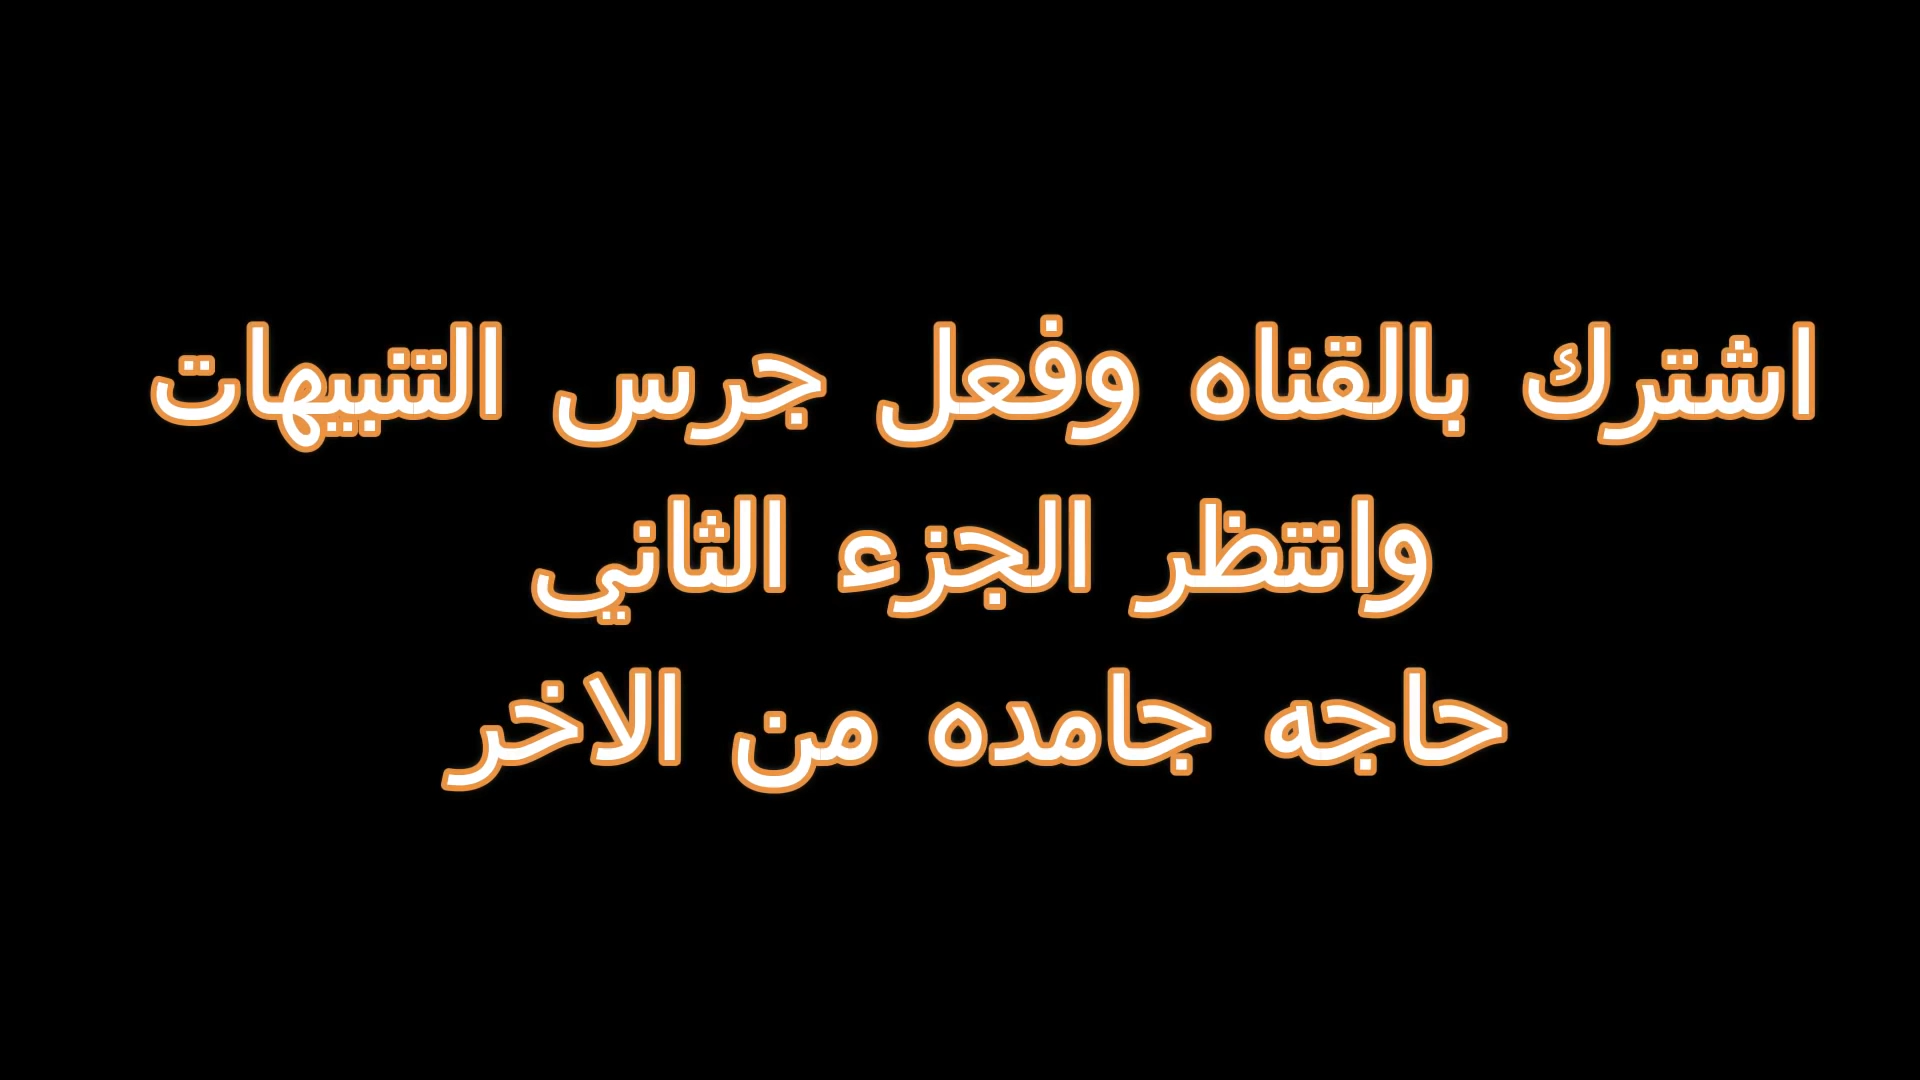 اشترك بالقناه وفعل جرس التنبيهات
وانتظر الجزء الثاني
حاجه جامده من الاخر